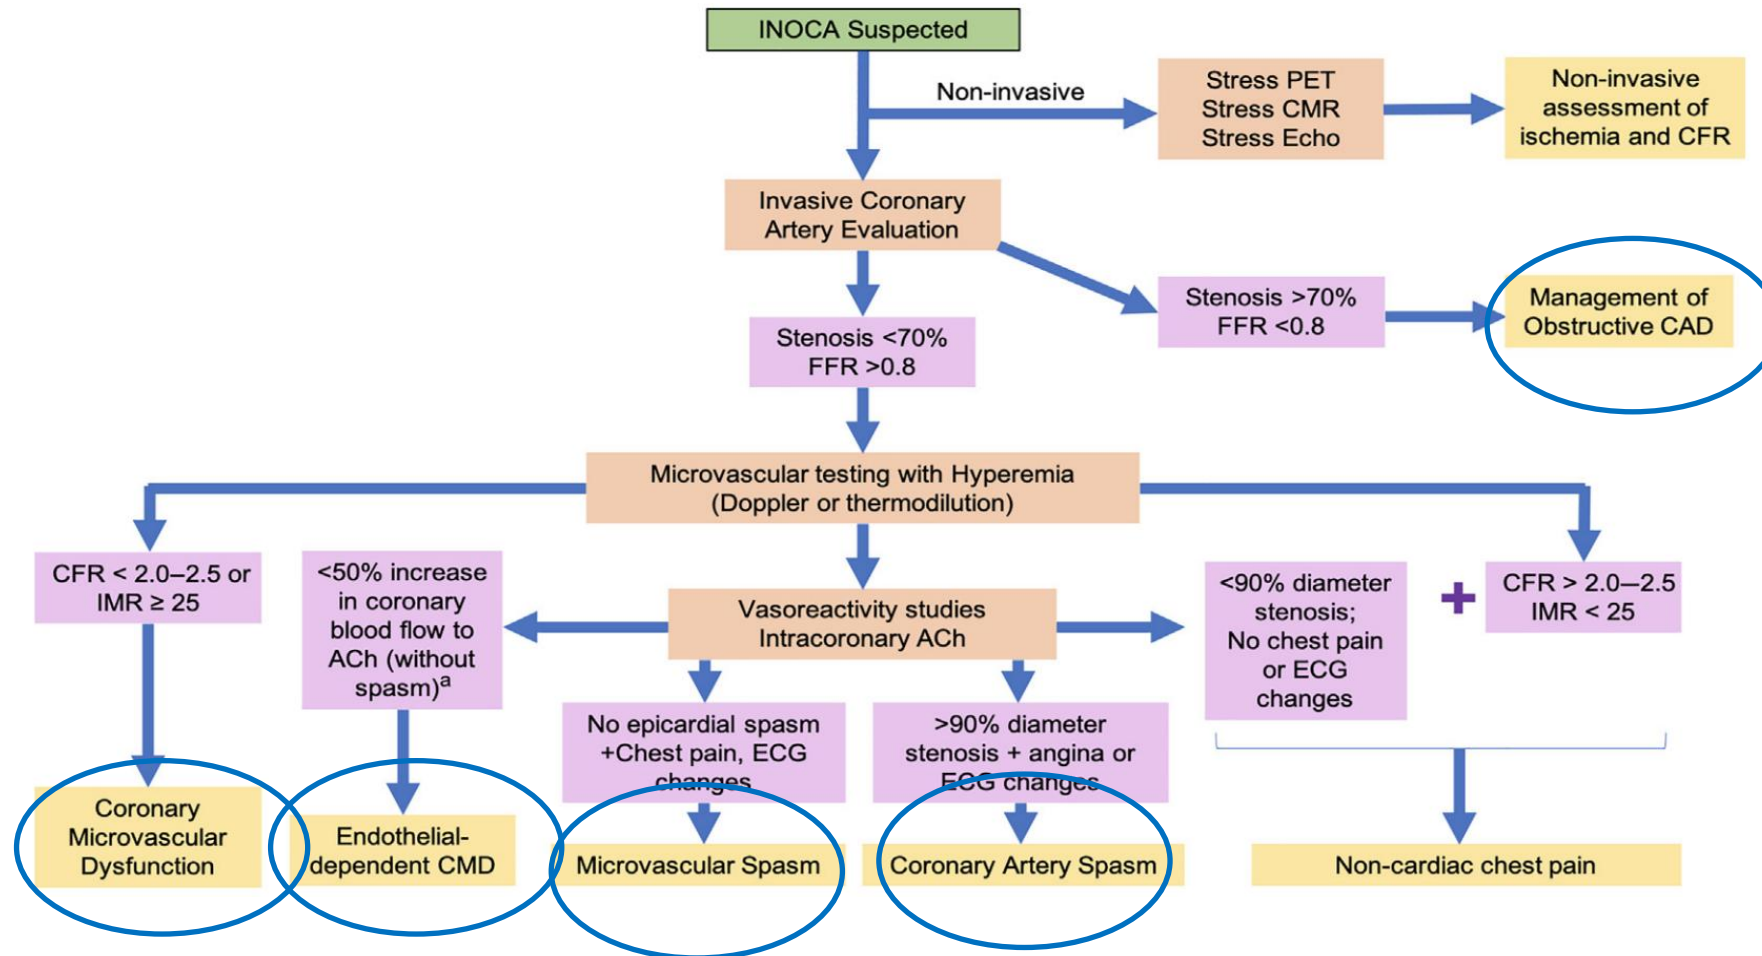 INOCA Suspected
Non-invasive
Stress PET
Stress CMR
Stress Echo
Non-invasive
assessment of
ischemia and CFR
Invasive Coronary
Artery Evaluation
Stenosis <70%
FFR >0.8
Stenosis >70%
FFR <0.8
Management of
Obstructive CAD
Microvascular testing with Hyperemia
(Doppler or thermodilution)
CFR < 2.0–2.5 or
IMR ≥ 25
<50% increase
in coronary
blood flow to
ACh (without
spasm)ᵃ
Vasoreactivity studies
Intracoronary ACh
<90% diameter
stenosis;
No chest pain
or ECG
changes
+
CFR > 2.0–2.5
IMR < 25
No epicardial spasm
+Chest pain, ECG
changes
>90% diameter
stenosis + angina or
ECG changes
Coronary
Microvascular
Dysfunction
Endothelial-
dependent CMD
Microvascular Spasm
Coronary Artery Spasm
Non-cardiac chest pain